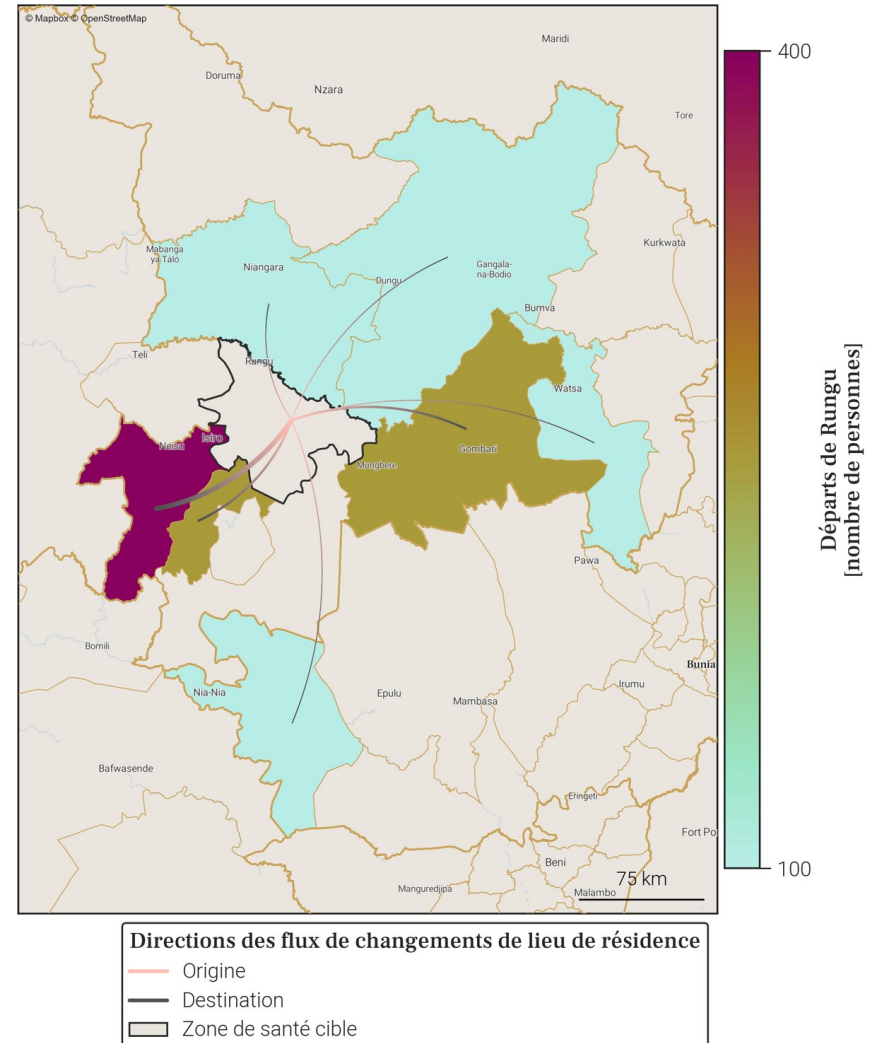 © Mapbox © OpenStreetMap
Maridi
Doruma
Nzara
Tore
Kurkwata
Mabanga
ya Talo
Niangara
Gangala-
na-Bodio
Dungu
Bumva
Teli
Rungu
Watsa
Isiro
Neisu
Gombari
Mungbere
Pawa
Bomili
Bunia
Irumu
Nia-Nia
Epulu
Mambasa
Bafwasende
Eringeti
Fort Po
Beni
75 km
Manguredjipa
Malambo
400
100
Départs de Rungu
[nombre de personnes]
Directions des flux de changements de lieu de résidence
Origine
Destination
Zone de santé cible